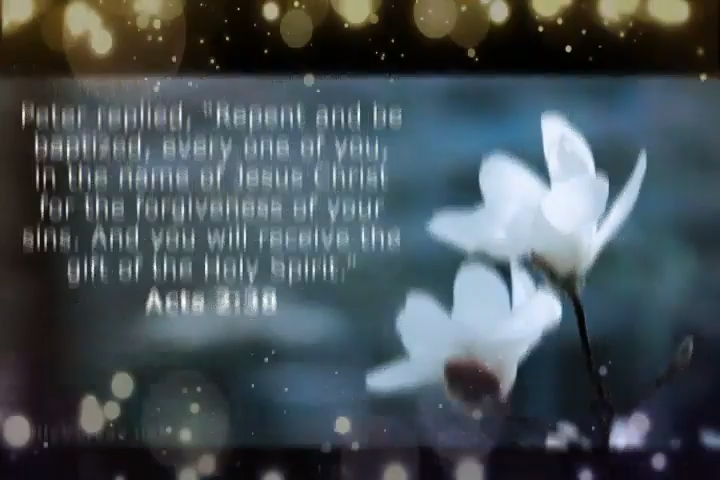 Peter replied, "Repent and be
baptized, every one of you,
in the name of Jesus Christ
for the forgiveness of your
sins. And you will receive the
gift of the Holy Spirit."
Acts 2:38